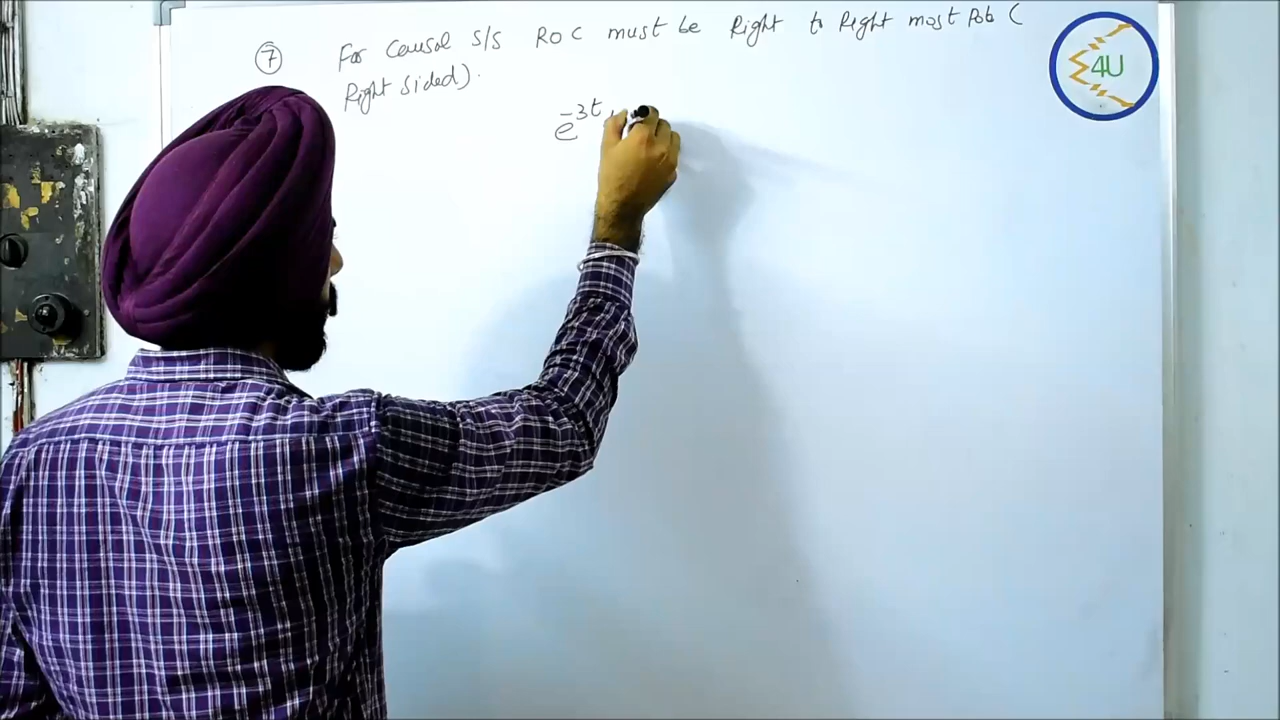 ⑦ For Causal S/S ROC must be Right to Right most Pole (
Right sided).
e^-3t
4U